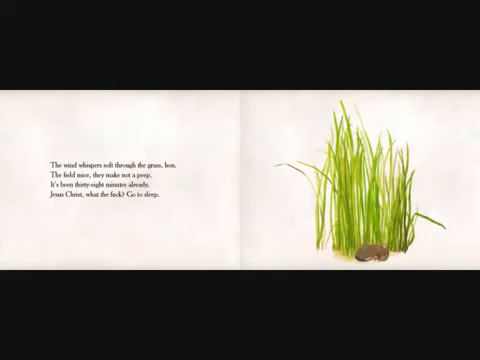 The wind whispers soft through the grass, hon.
The field mice, they make not a peep.
It's been thirty-eight minutes already.
Jesus Christ, what the fuck? Go to sleep.